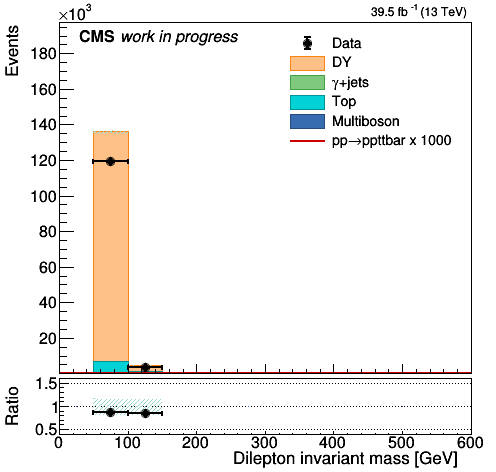 ×10³
39.5 fb⁻¹ (13 TeV)
CMS work in progress
Events
180
160
140
120
100
80
60
40
20
Data
DY
γ+jets
Top
Multiboson
pp→ppttbar x 1000
Ratio
1.5
1
0.5
0 100 200 300 400 500 600
Dilepton invariant mass [GeV]